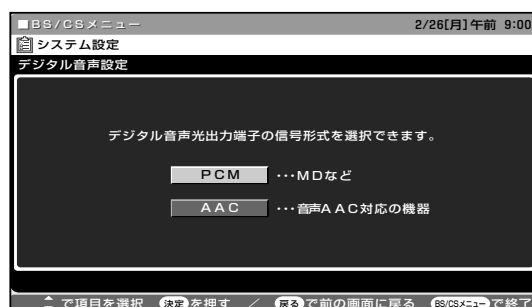 ■BS/CSメニュー 2/26[月]午前 9:00
システム設定
デジタル音声設定
デジタル音声光出力端子の信号形式を選択できます。
PCM ･･･MDなど
AAC ･･･音声AAC対応の機器
で項目を選択 決定を押す / 戻るで前の画面に戻る BS/CSメニューで終了